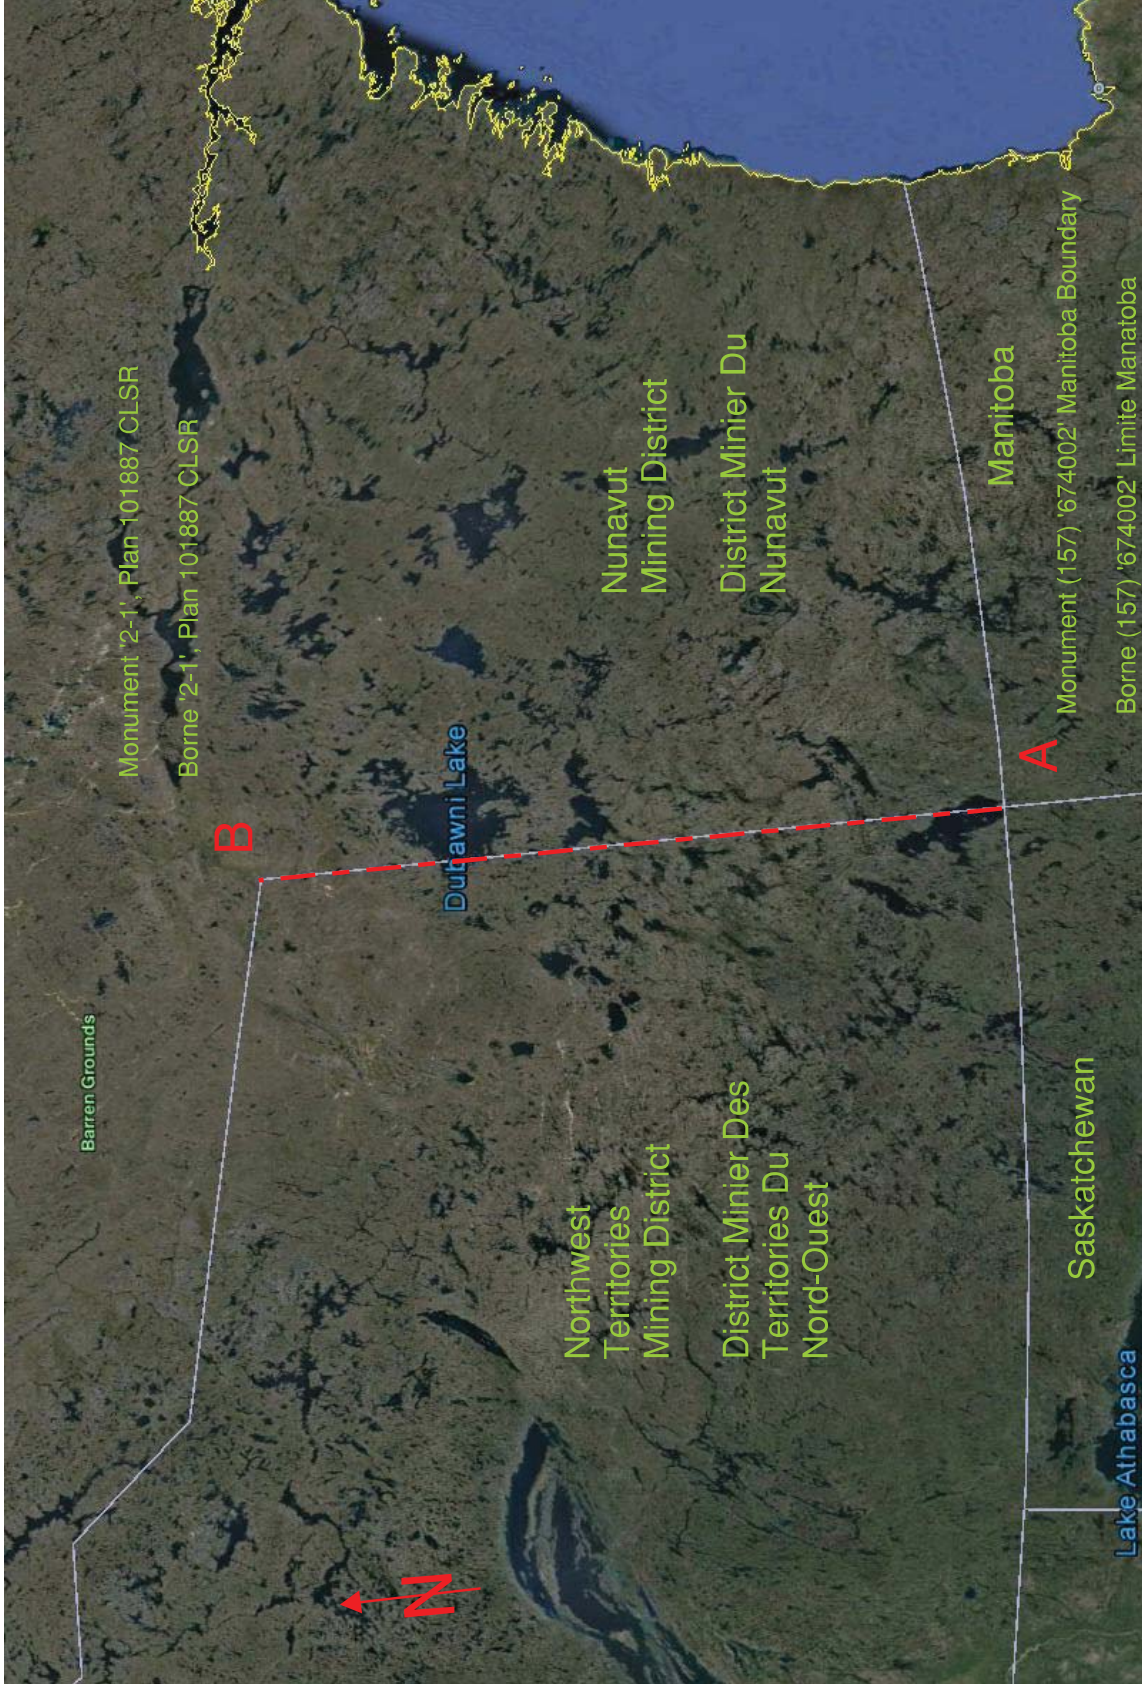 Monument '2-1', Plan 101887 CLSR
Borne '2-1', Plan 101887 CLSR
B
Barren Grounds
Dubawni Lake
N
Northwest
Territories
Mining District
District Minier Des
Territories Du
Nord-Ouest
Nunavut
Mining District
District Minier Du
Nunavut
Manitoba
A
Monument (157) '674002' Manitoba Boundary
Borne (157) '674002' Limite Manatoba
Saskatchewan
Lake Athabasca